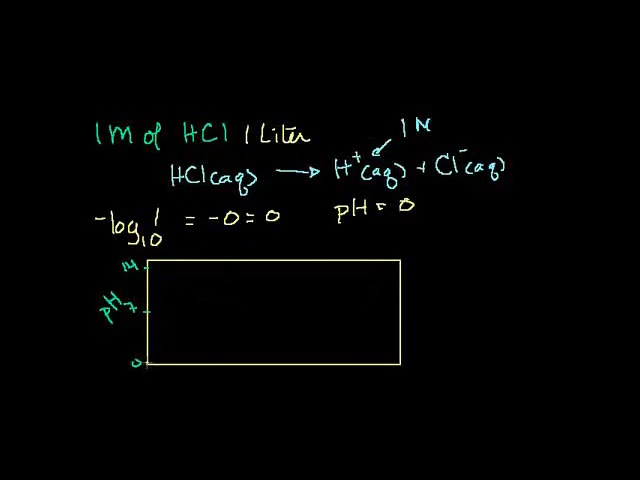 1M of HCl 1 Liter
1 M
HCl(aq) → H⁺(aq) + Cl⁻(aq)
-log₁₀ 1 = -0 = 0
pH = 0
14
pH 7
0